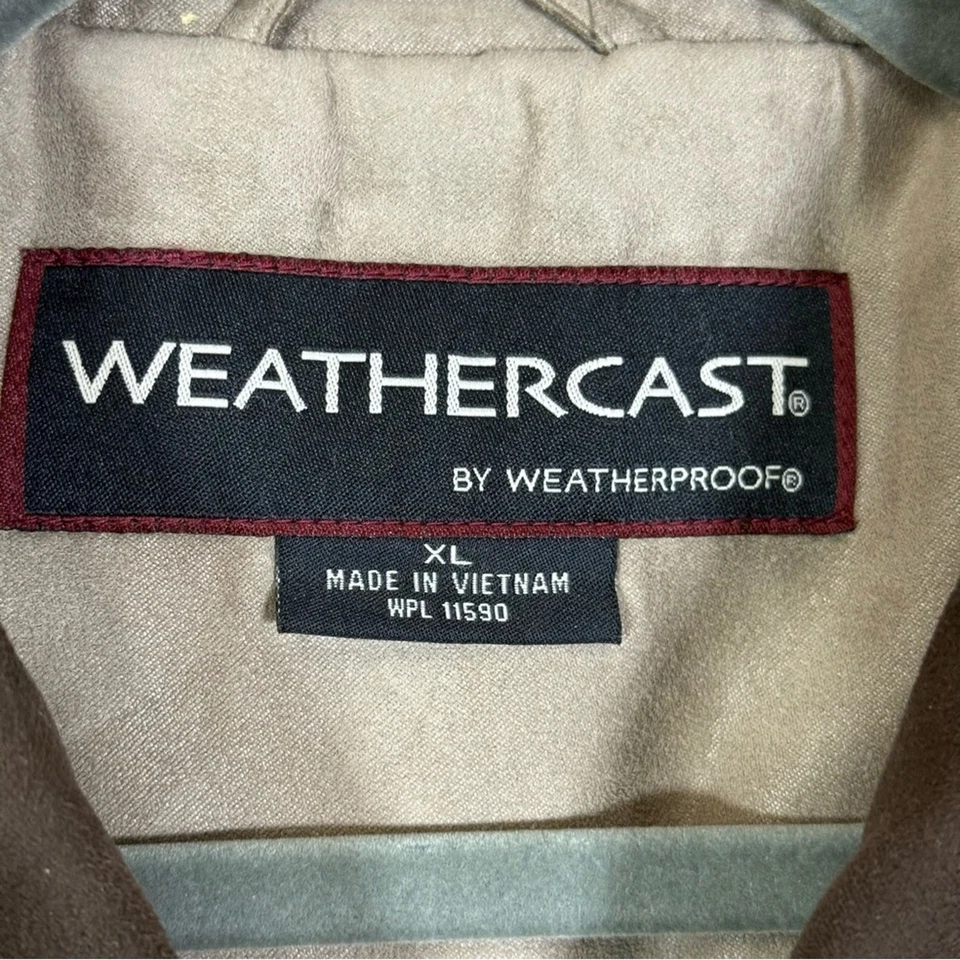 WEATHERCAST®
BY WEATHERPROOF®
XL
MADE IN VIETNAM
WPL 11590